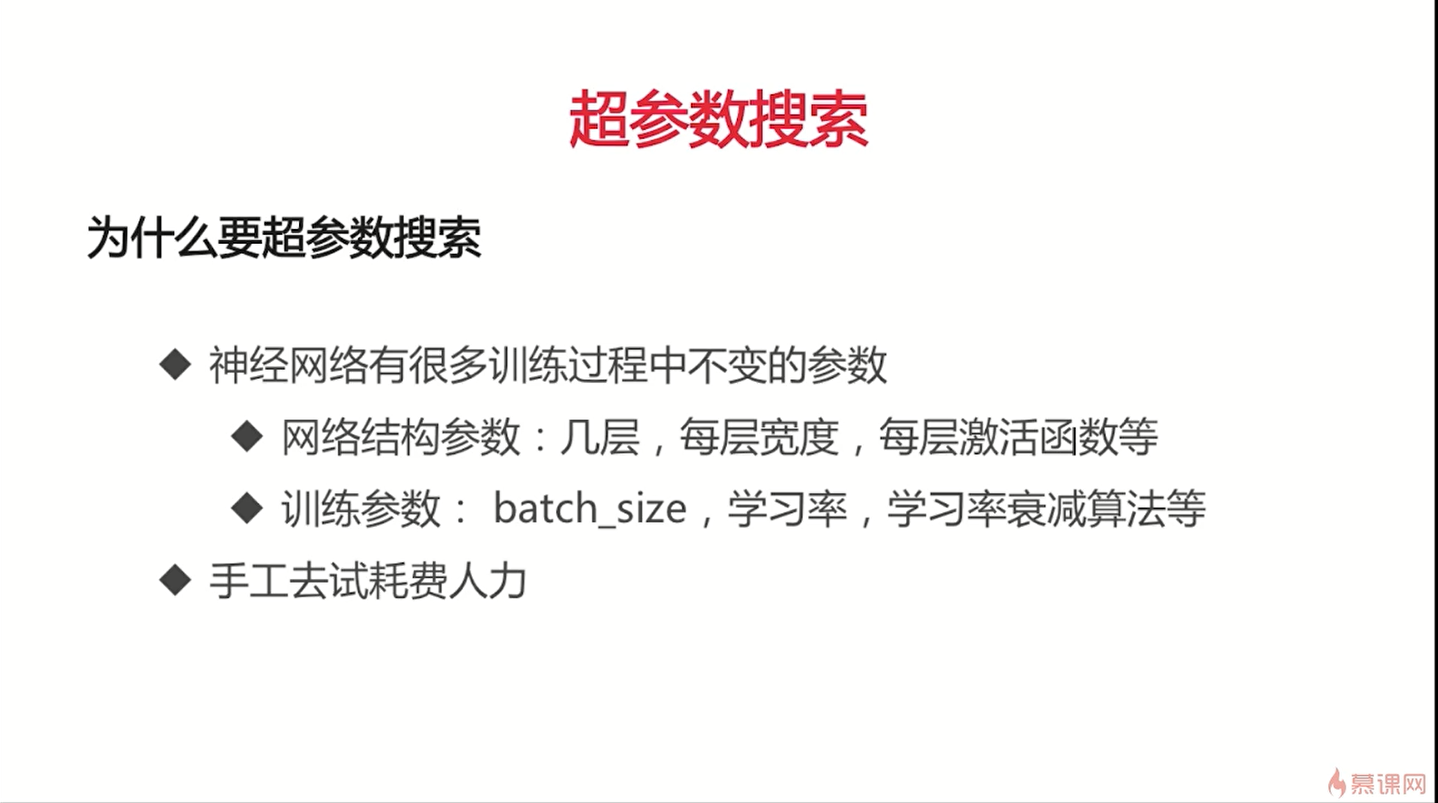 超参数搜索
为什么要超参数搜索
◆ 神经网络有很多训练过程中不变的参数
◆ 网络结构参数：几层，每层宽度，每层激活函数等
◆ 训练参数： batch_size，学习率，学习率衰减算法等
◆ 手工去试耗费人力
慕课网